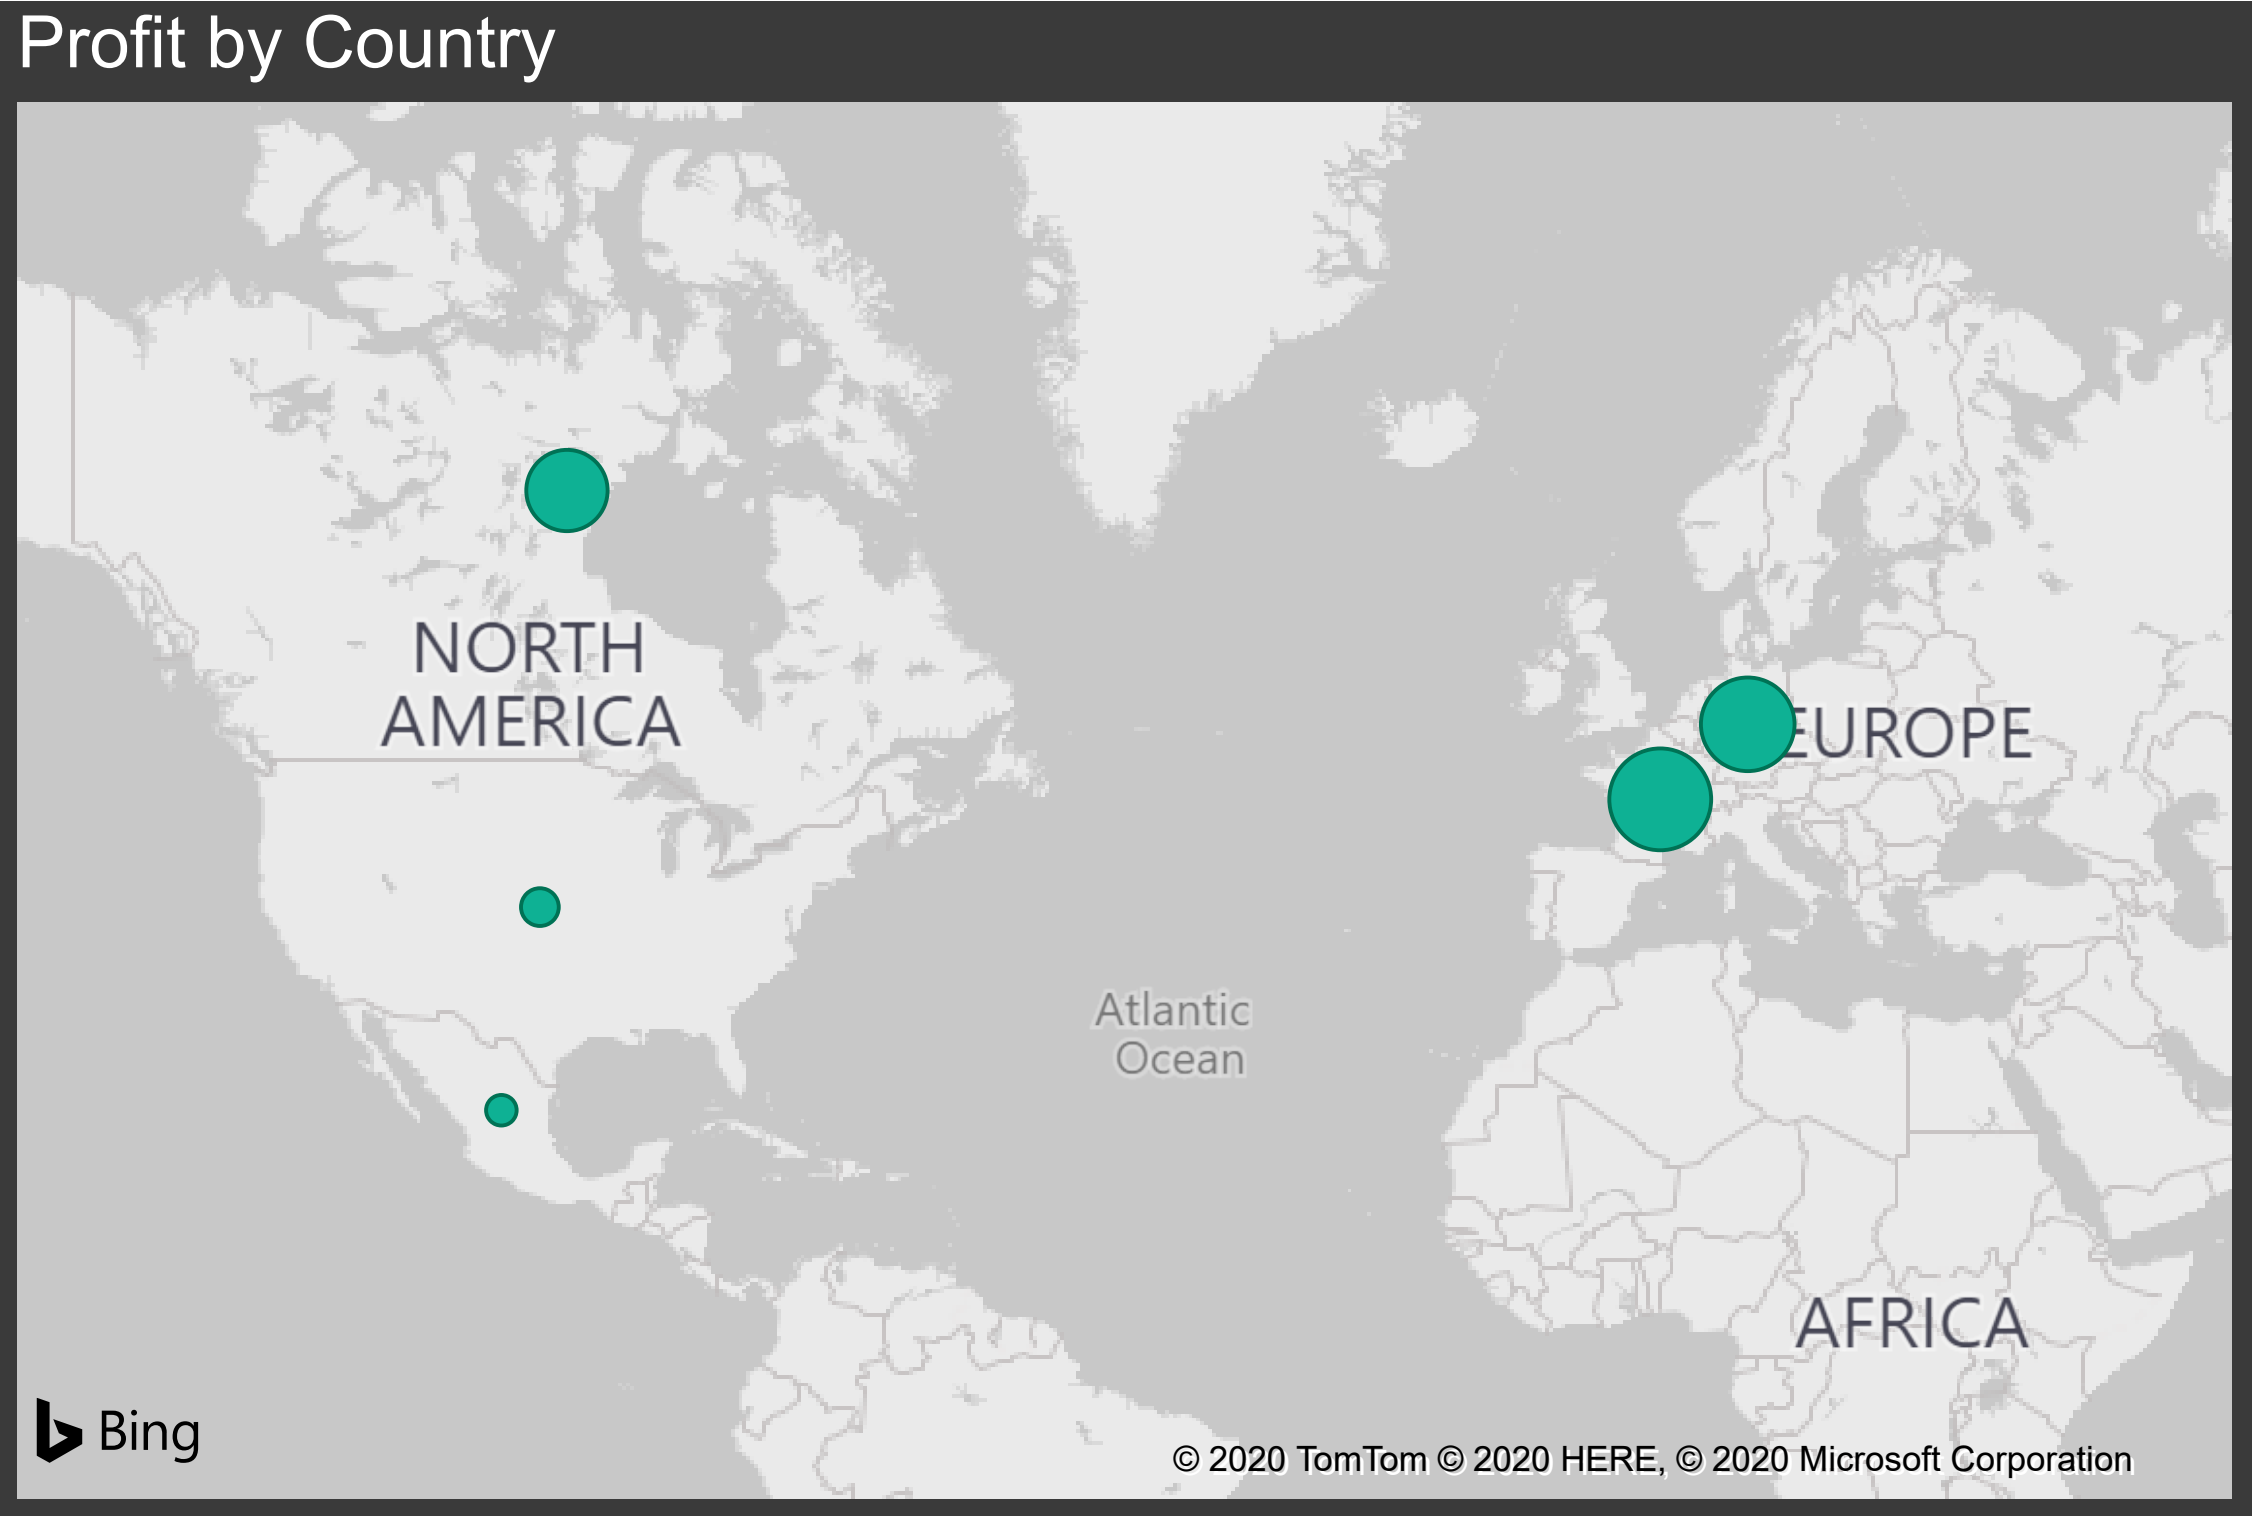 Profit by Country
NORTH
AMERICA
EUROPE
Atlantic
Ocean
AFRICA
Bing
© 2020 TomTom © 2020 HERE, © 2020 Microsoft Corporation